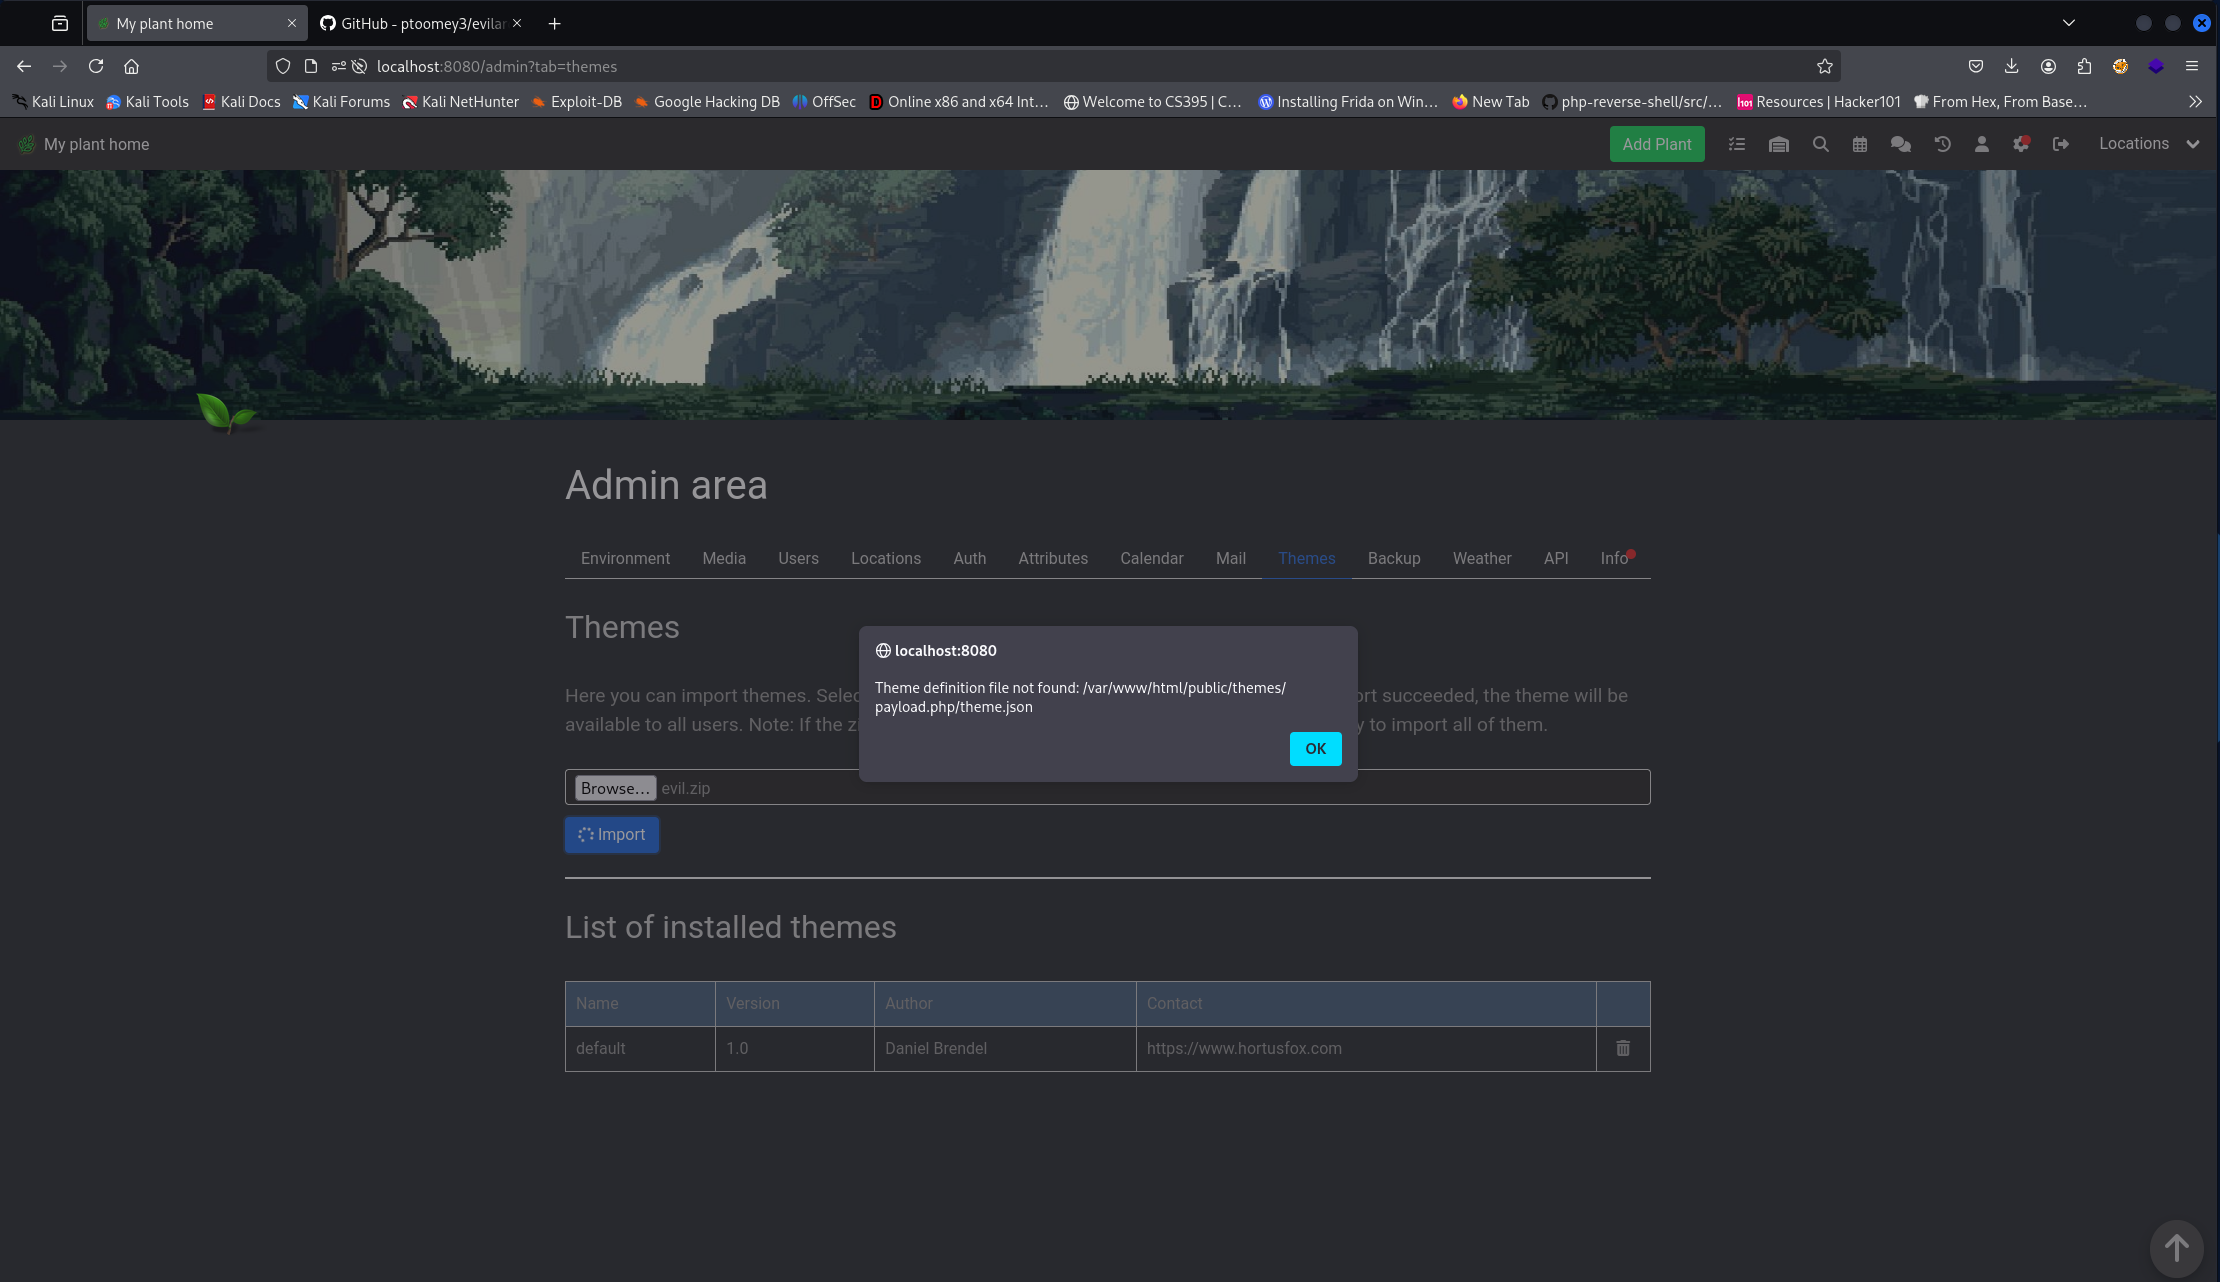 My plant home
GitHub - ptoomey3/evilar
localhost:8080/admin?tab=themes
Kali Linux Kali Tools Kali Docs Kali Forums Kali NetHunter Exploit-DB Google Hacking DB OffSec Online x86 and x64 Int… Welcome to CS395 | C… Installing Frida on Win… New Tab php-reverse-shell/src/… Resources | Hacker101 From Hex, From Base…
My plant home Add Plant Locations
Admin area
Environment Media Users Locations Auth Attributes Calendar Mail Themes Backup Weather API Info
Themes
Here you can import themes. Selec rt succeeded, the theme will be
available to all users. Note: If the zi y to import all of them.
localhost:8080
Theme definition file not found: /var/www/html/public/themes/
payload.php/theme.json
OK
Browse… evil.zip
Import
List of installed themes
Name Version Author Contact
default 1.0 Daniel Brendel https://www.hortusfox.com